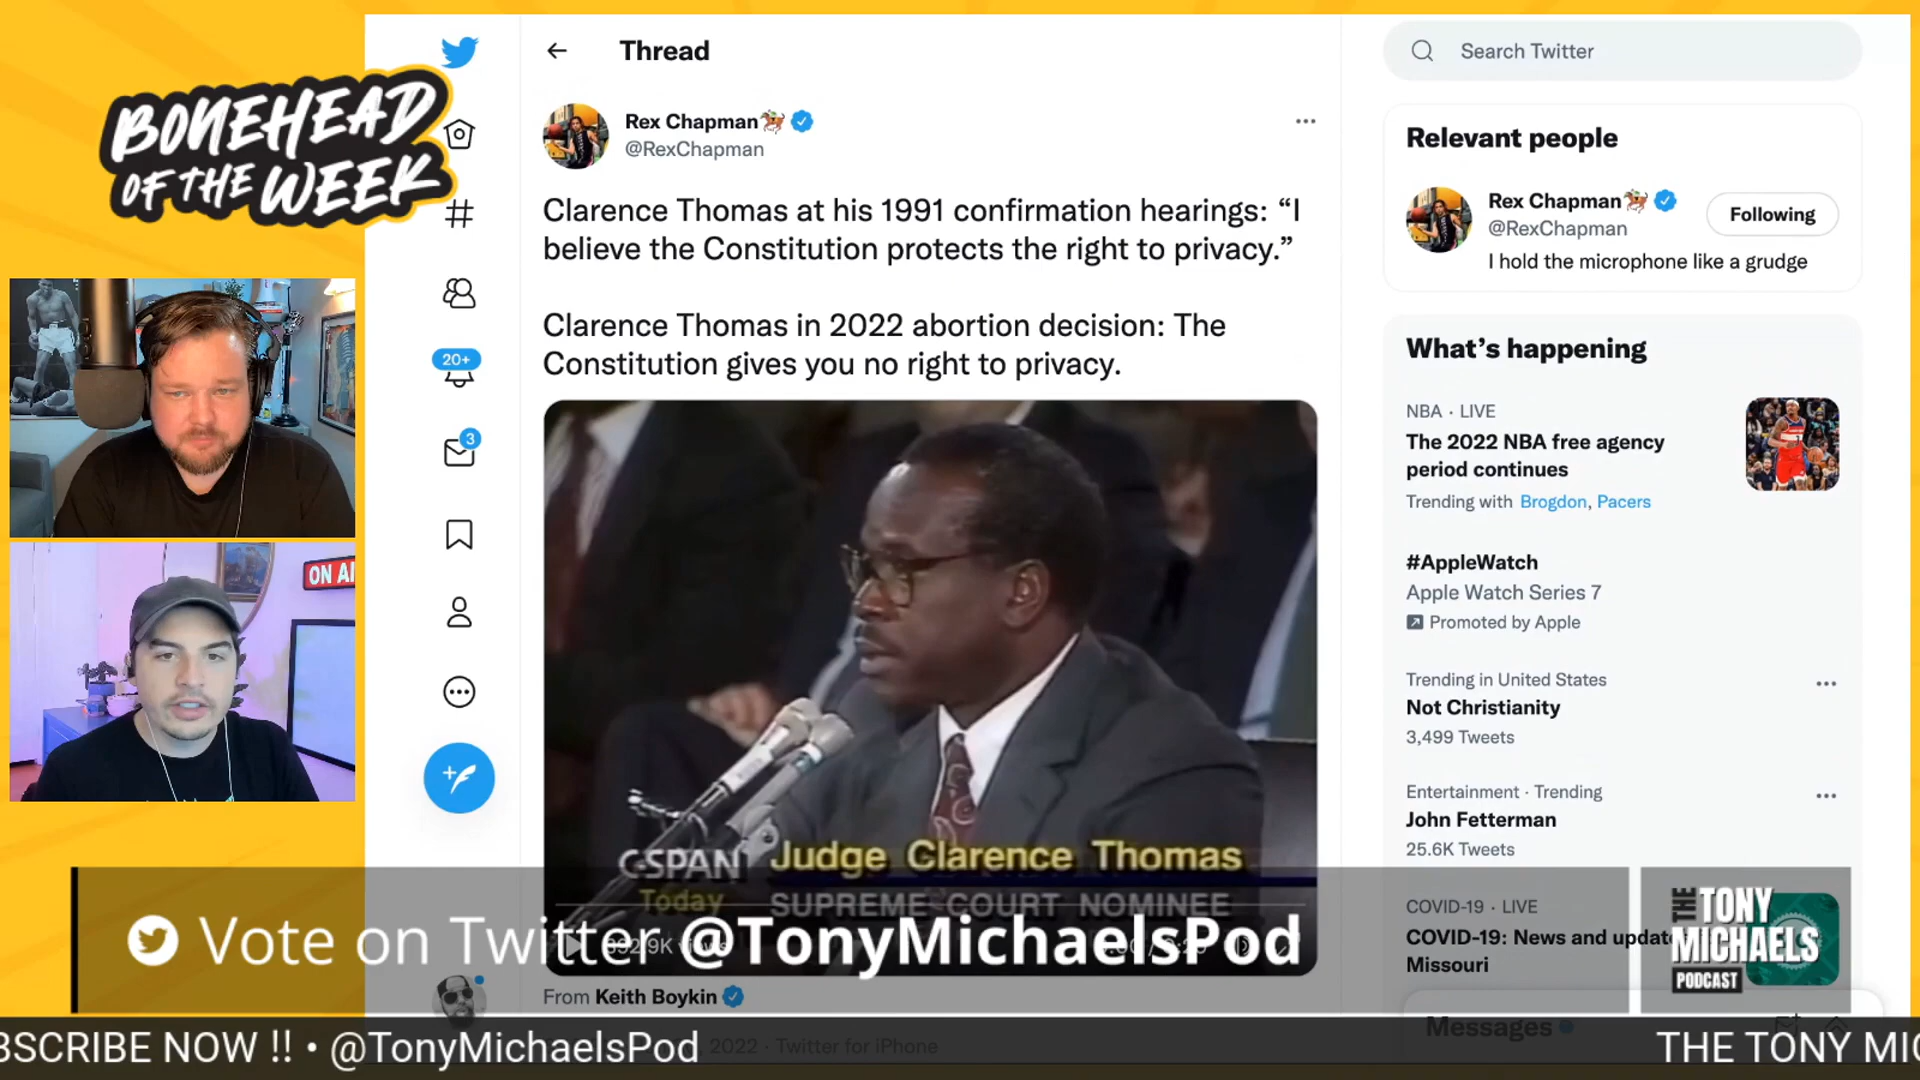 BONEHEAD
OF THE WEEK
ON AI
20+
3
Thread
Rex Chapman
@RexChapman
Clarence Thomas at his 1991 confirmation hearings: “I
believe the Constitution protects the right to privacy.”
Clarence Thomas in 2022 abortion decision: The
Constitution gives you no right to privacy.
C-SPAN
Today
Judge Clarence Thomas
SUPREME COURT NOMINEE
From Keith Boykin
, 2022 · Twitter for iPhone
Search Twitter
Relevant people
Rex Chapman
@RexChapman
Following
I hold the microphone like a grudge
What’s happening
NBA · LIVE
The 2022 NBA free agency
period continues
Trending with Brogdon, Pacers
#AppleWatch
Apple Watch Series 7
Promoted by Apple
Trending in United States
Not Christianity
3,499 Tweets
Entertainment · Trending
John Fetterman
25.6K Tweets
COVID-19 · LIVE
COVID-19: News and updat
Missouri
Messages
Vote on Twitter @TonyMichaelsPod
THE TONY
MICHAELS
PODCAST
BSCRIBE NOW !! • @TonyMichaelsPod
THE TONY MIC